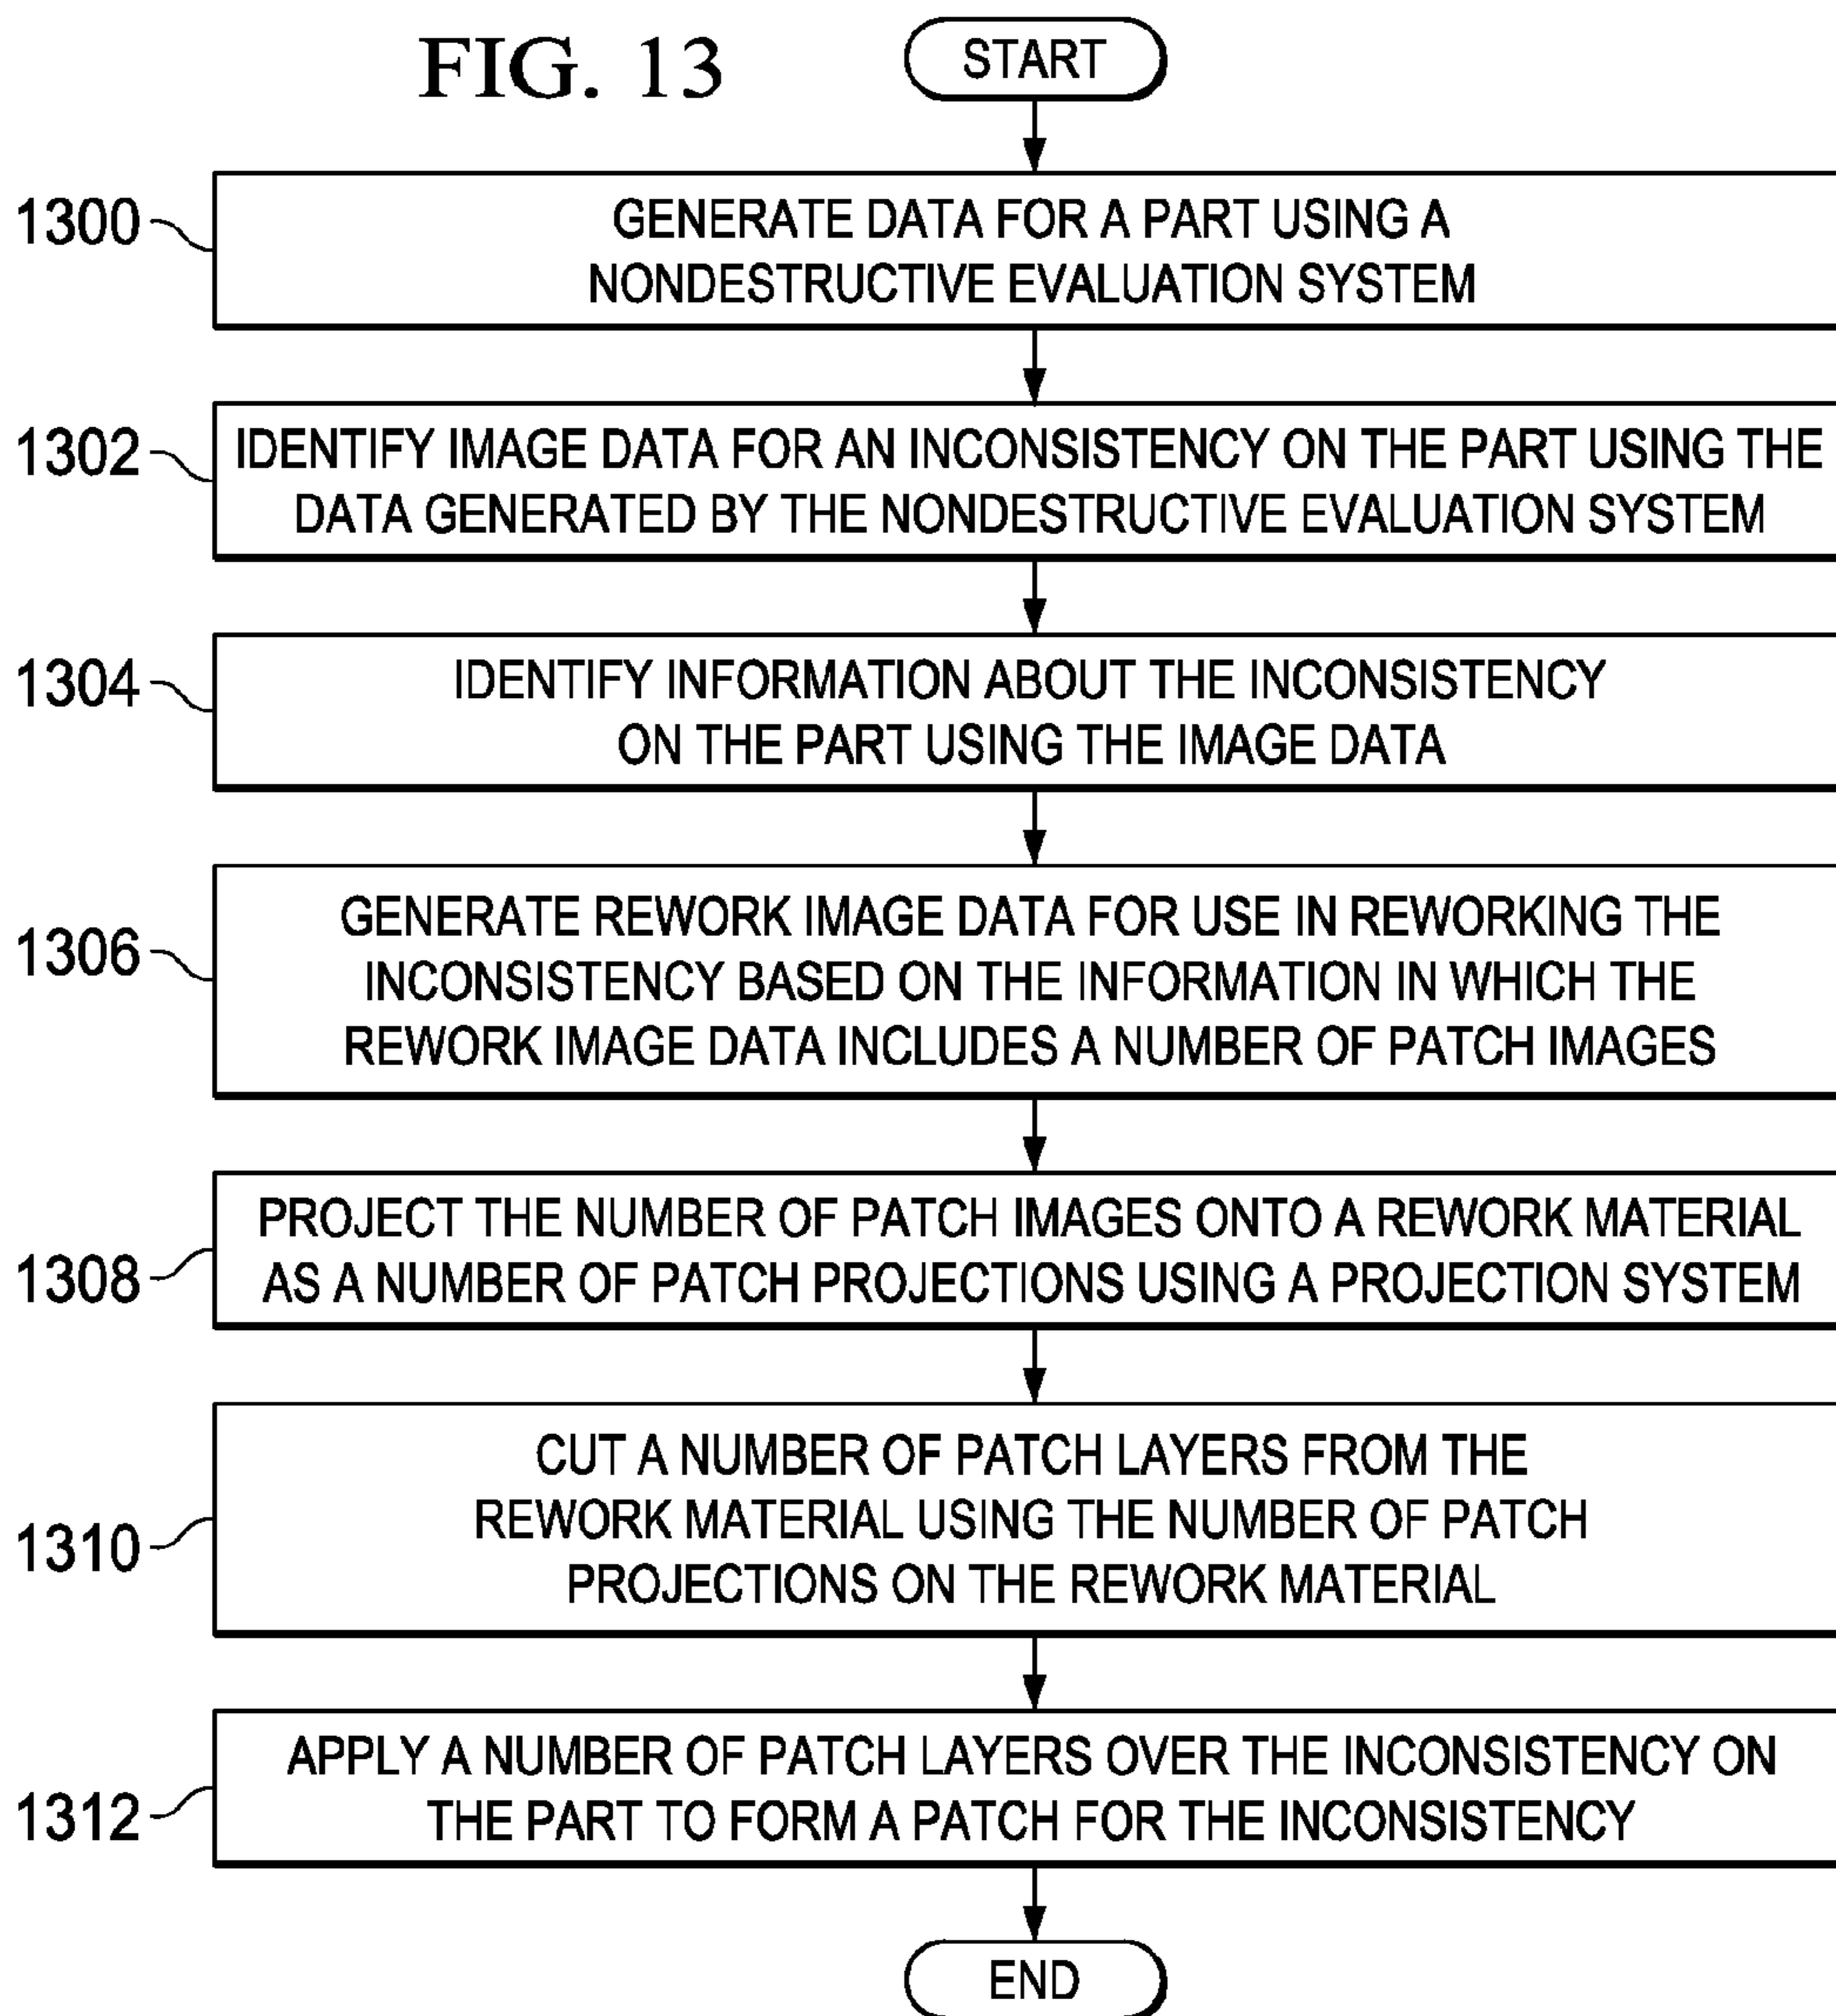 FIG. 13
START
1300
GENERATE DATA FOR A PART USING A
NONDESTRUCTIVE EVALUATION SYSTEM
1302
IDENTIFY IMAGE DATA FOR AN INCONSISTENCY ON THE PART USING THE
DATA GENERATED BY THE NONDESTRUCTIVE EVALUATION SYSTEM
1304
IDENTIFY INFORMATION ABOUT THE INCONSISTENCY
ON THE PART USING THE IMAGE DATA
1306
GENERATE REWORK IMAGE DATA FOR USE IN REWORKING THE
INCONSISTENCY BASED ON THE INFORMATION IN WHICH THE
REWORK IMAGE DATA INCLUDES A NUMBER OF PATCH IMAGES
1308
PROJECT THE NUMBER OF PATCH IMAGES ONTO A REWORK MATERIAL
AS A NUMBER OF PATCH PROJECTIONS USING A PROJECTION SYSTEM
1310
CUT A NUMBER OF PATCH LAYERS FROM THE
REWORK MATERIAL USING THE NUMBER OF PATCH
PROJECTIONS ON THE REWORK MATERIAL
1312
APPLY A NUMBER OF PATCH LAYERS OVER THE INCONSISTENCY ON
THE PART TO FORM A PATCH FOR THE INCONSISTENCY
END